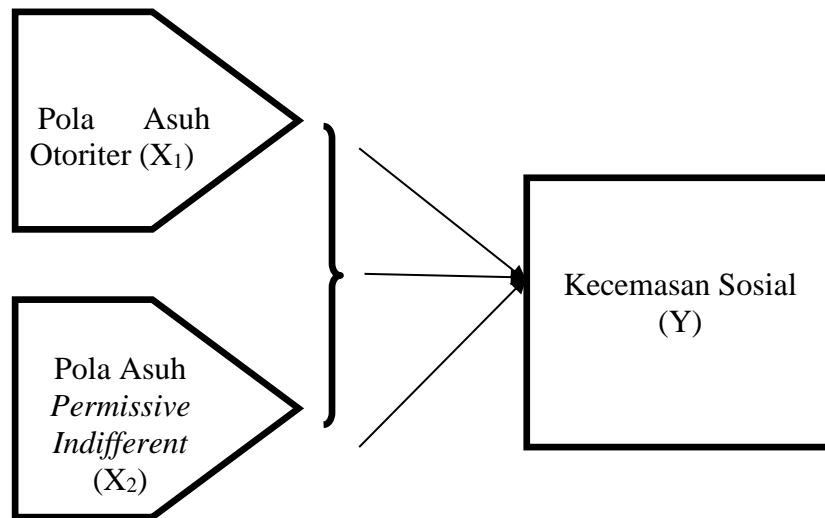 Pola Asuh
Otoriter (X₁)
Pola Asuh
Permissive
Indifferent
(X₂)
Kecemasan Sosial
(Y)